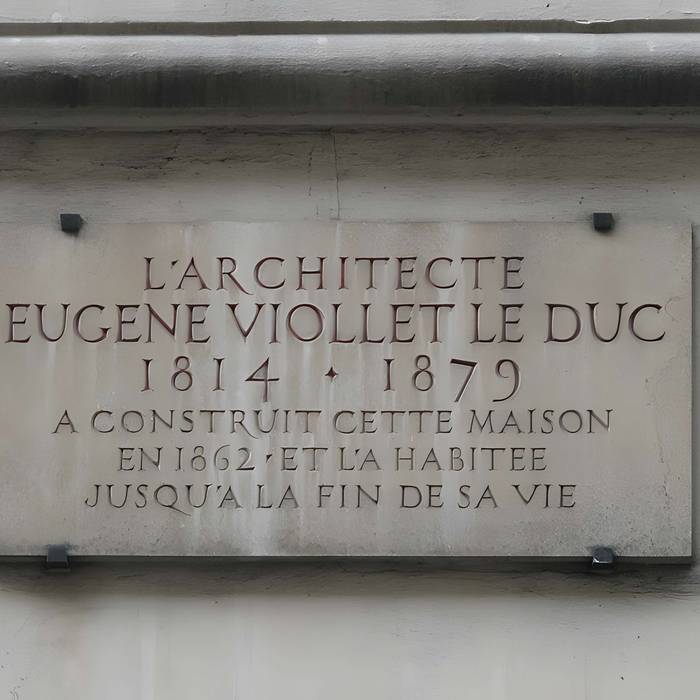 L'ARCHITECTE
EUGENE VIOLLET LE DUC
1814 · 1879
A CONSTRUIT CETTE MAISON
EN 1862 · ET L'A HABITEE
JUSQU'A LA FIN DE SA VIE